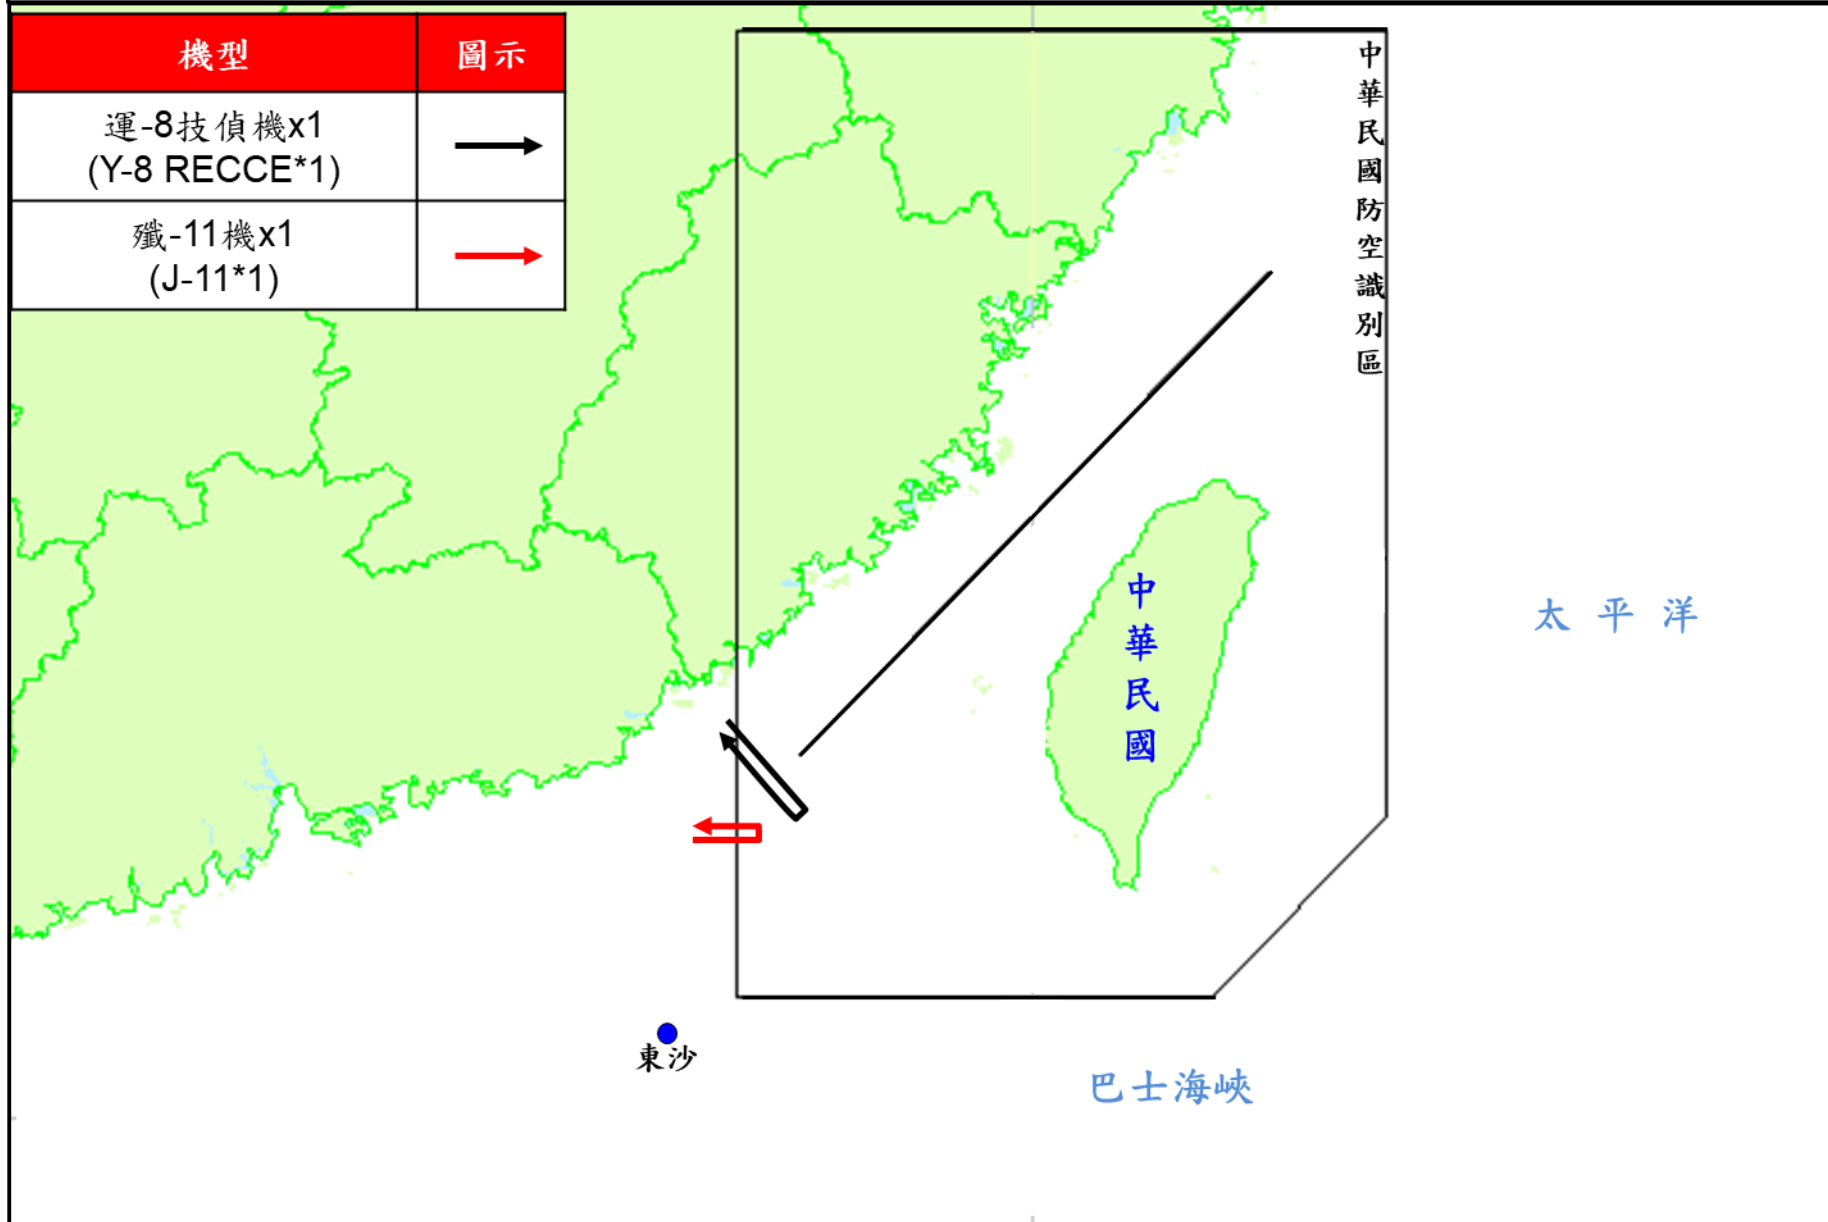 機型
圖示
運-8技偵機x1
(Y-8 RECCE*1)
殲-11機x1
(J-11*1)
中華民國防空識別區
中華民國
太平洋
東沙
巴士海峽